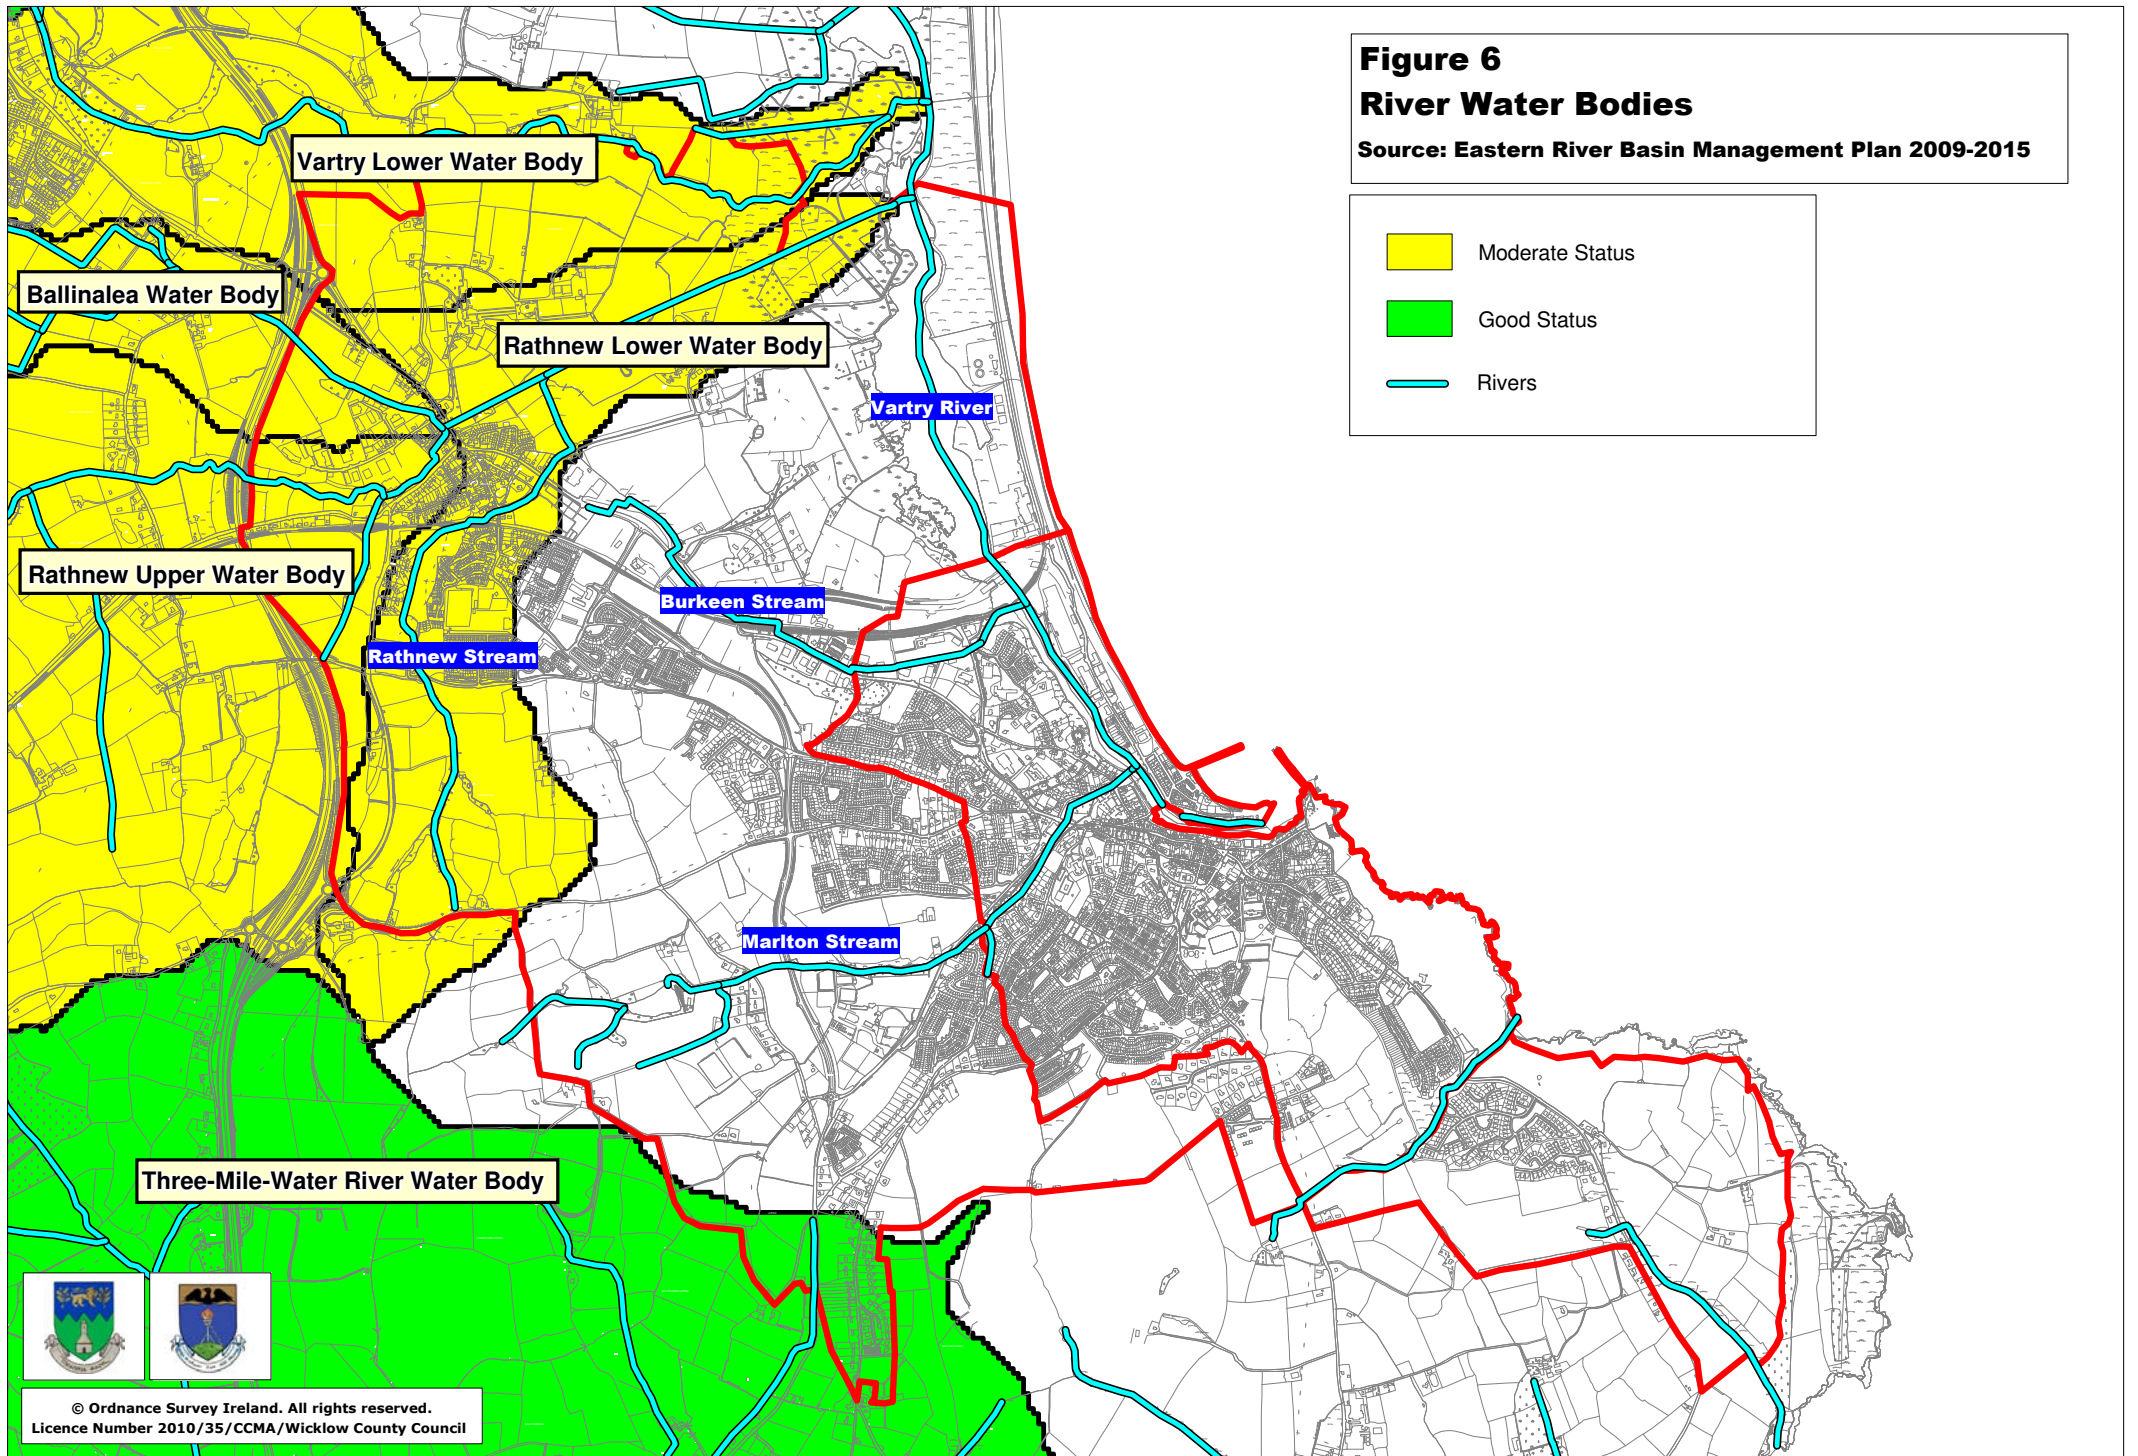 Figure 6
River Water Bodies
Source: Eastern River Basin Management Plan 2009-2015
Moderate Status
Good Status
Rivers
Vartry Lower Water Body
Ballinalea Water Body
Rathnew Lower Water Body
Vartry River
Rathnew Upper Water Body
Burkeen Stream
Rathnew Stream
Marlton Stream
Three-Mile-Water River Water Body
© Ordnance Survey Ireland. All rights reserved.
Licence Number 2010/35/CCMA/Wicklow County Council